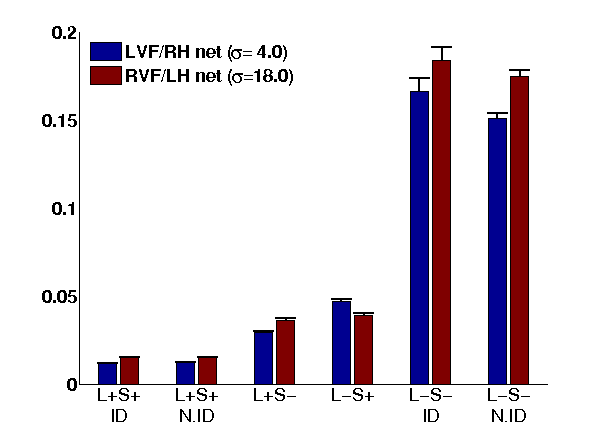 0.2
LVF/RH net (σ= 4.0)
RVF/LH net (σ=18.0)
0.15
0.1
0.05
0
L+S+ L+S+ L+S− L−S+ L−S− L−S−
ID N.ID ID N.ID